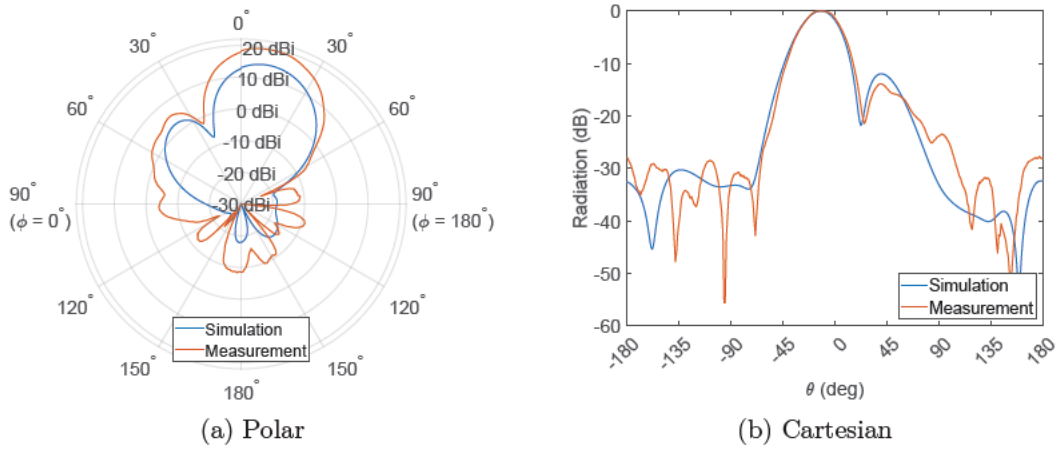 0°
30°
30°
60°
60°
90°
(ϕ = 0°)
90°
(ϕ = 180°)
120°
120°
150°
150°
180°
20 dBi
10 dBi
0 dBi
-10 dBi
-20 dBi
-30 dBi
Simulation
Measurement
(a) Polar
Radiation (dB)
0
-10
-20
-30
-40
-50
-60
-180
-135
-90
-45
0
45
90
135
180
θ (deg)
Simulation
Measurement
(b) Cartesian